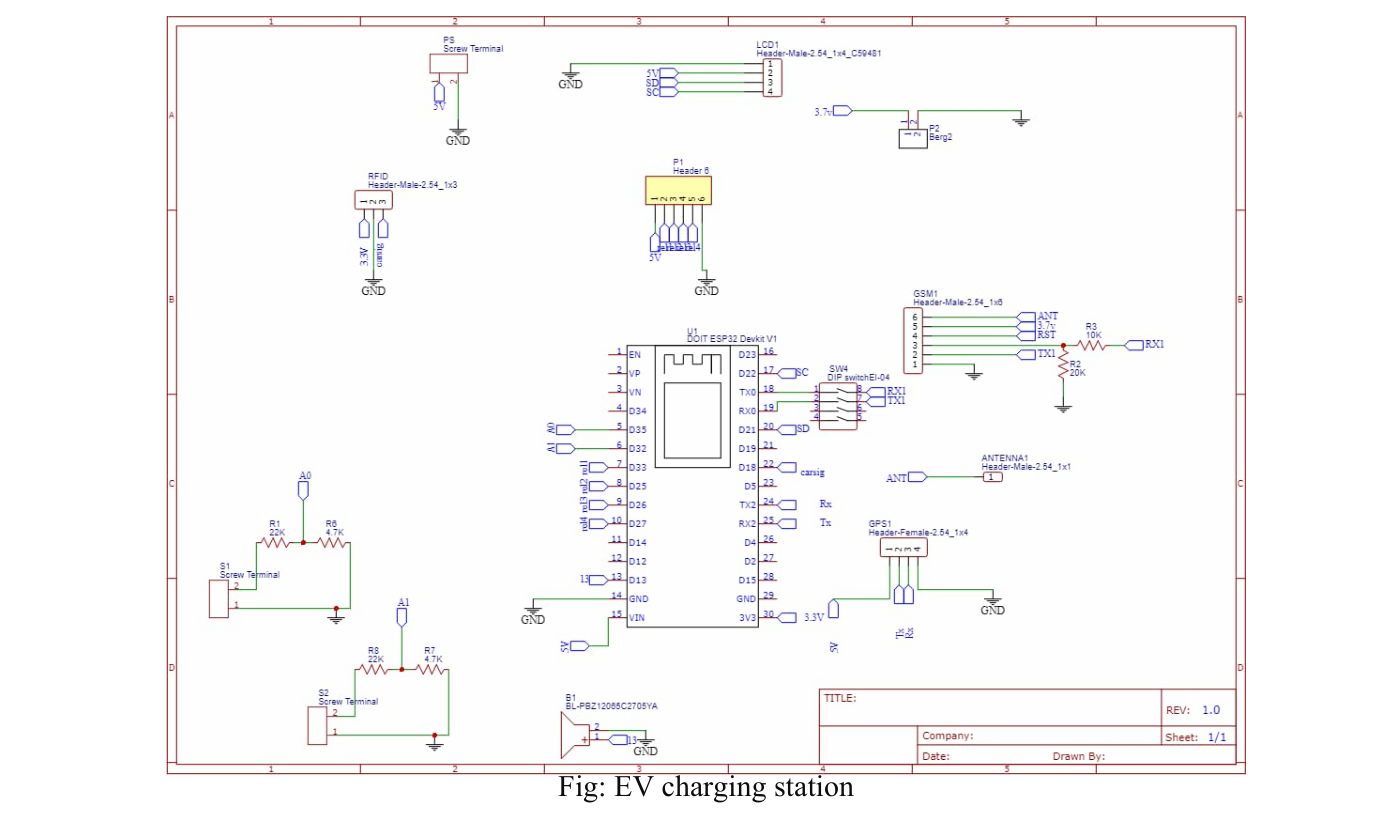 1 2 3 4 5
A
B
C
D
A
B
C
D
PS
Screw Terminal
1 2
5V
GND
LCD1
Header-Male-2.54_1x4_C59481
GND
5V
SD
SC
1
2
3
4
3.7v
1 2
1 2
P2
Berg2
RFID
Header-Male-2.54_1x3
1 2 3
3.3V
carsig
GND
P1
Header 6
1 2 3 4 5 6
5V
GND
GSM1
Header-Male-2.54_1x6
6
5
4
3
2
1
ANT
3.7v
RST
TX1
R3
10K
RX1
R2
20K
U1
DOIT ESP32 Devkit V1
1 EN
2 VP
3 VN
4 D34
A0 5 D35
A1 6 D32
rel1 7 D33
rel2 8 D25
rel3 9 D26
rel4 10 D27
11 D14
12 D12
13 13 D13
14 GND
15 VIN
GND
5V
D23 16
D22 17 SC
TX0 18
RX0 19
D21 20 SD
D19 21
D18 22 carsig
D5 23
TX2 24 Rx
RX2 25 Tx
D4 26
D2 27
D15 28
GND 29
3V3 30 3.3V
SW4
DIP switchEI-04
1 8 RX1
2 7 TX1
3 6
4 5
ANTENNA1
Header-Male-2.54_1x1
ANT 1
GPS1
Header-Female-2.54_1x4
1 2 3 4
5V
Tx
Rx
GND
A0
R1
22K
R6
4.7K
S1
Screw Terminal
2
1
A1
R8
22K
R7
4.7K
S2
Screw Terminal
2
1
B1
BL-PBZ12065C2705YA
2
1
+
13
GND
TITLE:
REV: 1.0
Company:
Sheet: 1/1
Date:
Drawn By:
1 2 3 4 5
Fig: EV charging station